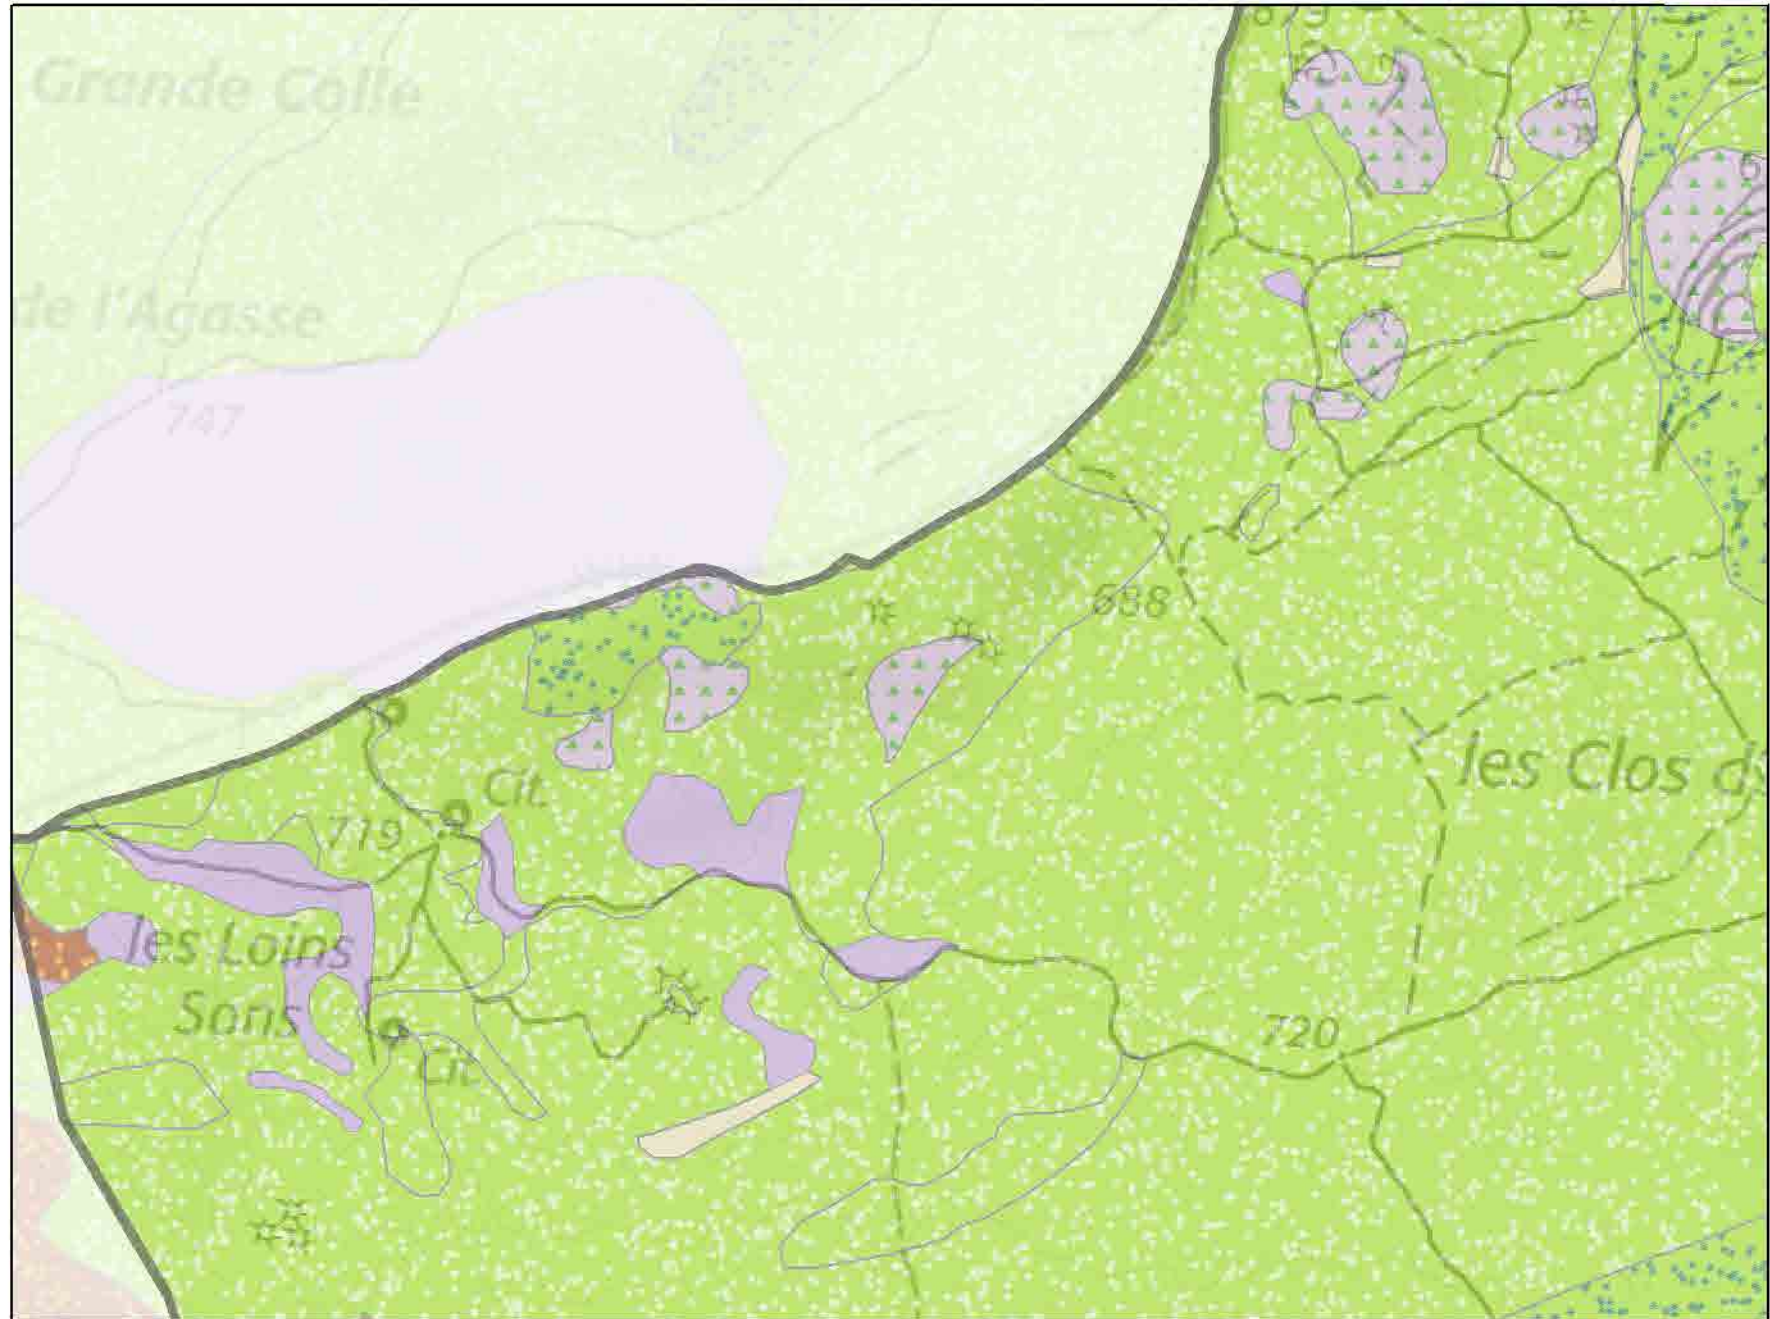 Grande Colle
de l'Agasse
747
688
les Clos d
Cit.
719
les Loins
Sons
Cit.
720